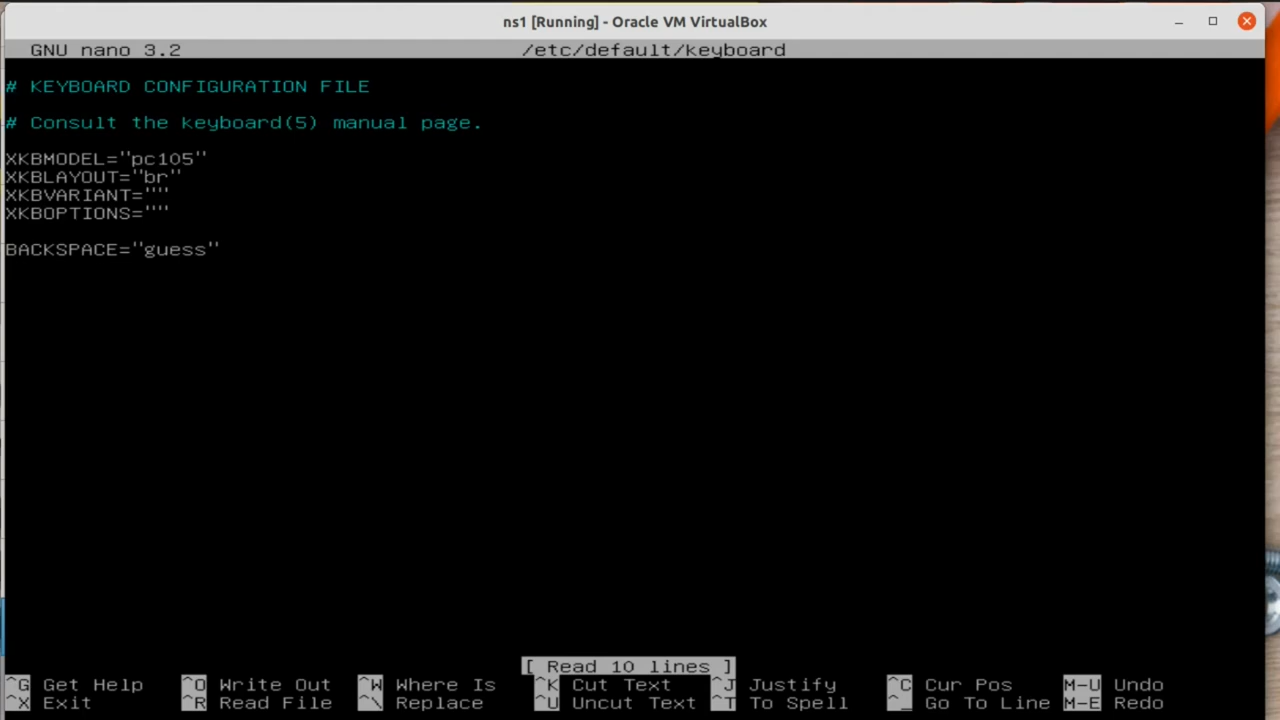 ns1 [Running] - Oracle VM VirtualBox
GNU nano 3.2 /etc/default/keyboard
# KEYBOARD CONFIGURATION FILE
# Consult the keyboard(5) manual page.
XKBMODEL="pc105"
XKBLAYOUT="br"
XKBVARIANT=""
XKBOPTIONS=""
BACKSPACE="guess"
[ Read 10 lines ]
^G Get Help ^O Write Out ^W Where Is ^K Cut Text ^J Justify ^C Cur Pos M-U Undo
^X Exit ^R Read File ^\ Replace ^U Uncut Text ^T To Spell ^_ Go To Line M-E Redo